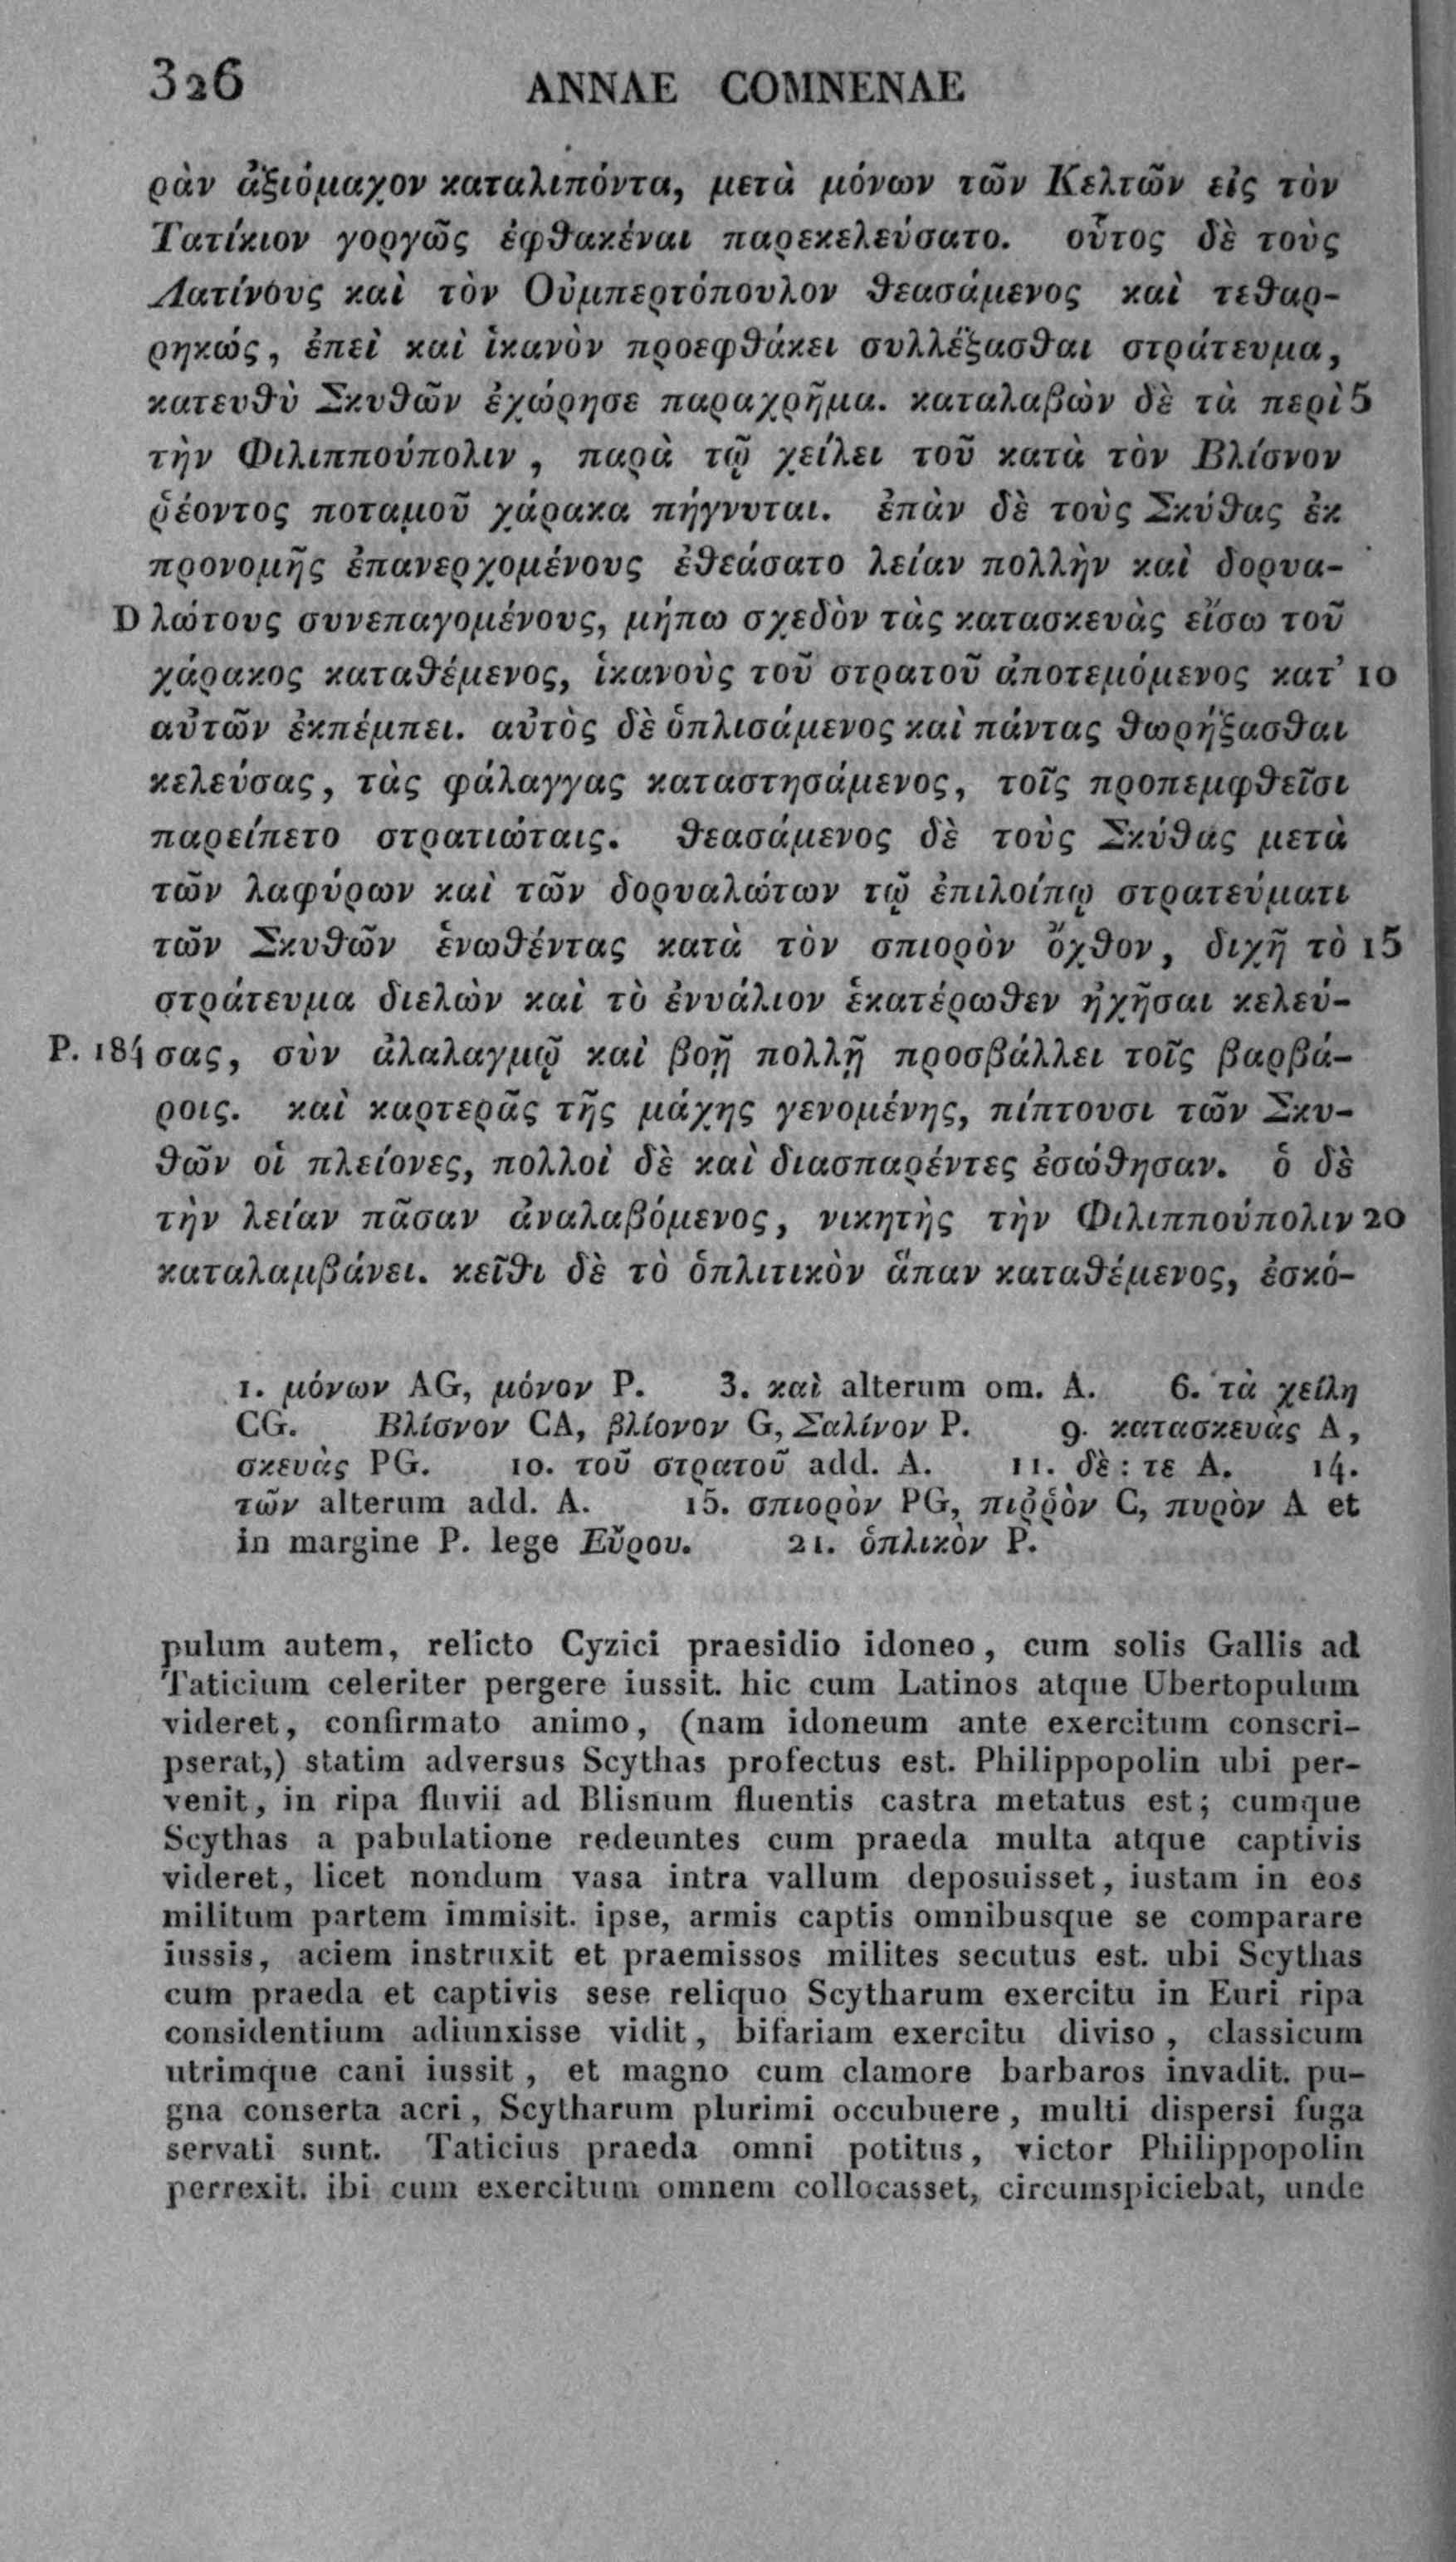 326 ANNAE COMNENAE
ρὰν ἀξιόμαχον καταλιπόντα, μετὰ μόνων τῶν Κελτῶν εἰς τὸν
Τατίκιον γοργῶς ἐφθακέναι παρεκελεύσατο. οὗτος δὲ τοὺς
Λατίνους καὶ τὸν Οὐμπερτόπουλον θεασάμενος καὶ τεθαρ-
ρηκώς, ἐπεὶ καὶ ἱκανὸν προεφθάκει συλλέξασθαι στράτευμα,
κατευθὺ Σκυθῶν ἐχώρησε παραχρῆμα. καταλαβὼν δὲ τὰ περὶ 5
τὴν Φιλιππούπολιν, παρὰ τῷ χείλει τοῦ κατὰ τὸν Βλίσνον
ῥέοντος ποταμοῦ χάρακα πήγνυται. ἐπὰν δὲ τοὺς Σκύθας ἐκ
προνομῆς ἐπανερχομένους ἐθεάσατο λείαν πολλὴν καὶ δορυα-
D λώτους συνεπαγομένους, μήπω σχεδὸν τὰς κατασκευὰς εἴσω τοῦ
χάρακος καταθέμενος, ἱκανοὺς τοῦ στρατοῦ ἀποτεμόμενος κατ’ 10
αὐτῶν ἐκπέμπει. αὐτὸς δὲ ὁπλισάμενος καὶ πάντας θωρήξασθαι
κελεύσας, τὰς φάλαγγας καταστησάμενος, τοῖς προπεμφθεῖσι
παρείπετο στρατιώταις. θεασάμενος δὲ τοὺς Σκύθας μετὰ
τῶν λαφύρων καὶ τῶν δορυαλώτων τῷ ἐπιλοίπῳ στρατεύματι
τῶν Σκυθῶν ἑνωθέντας κατὰ τὸν σπιορὸν ὄχθον, διχῆ τὸ 15
στράτευμα διελὼν καὶ τὸ ἐνυάλιον ἑκατέρωθεν ἠχῆσαι κελεύ-
P. 184 σας, σὺν ἀλαλαγμῷ καὶ βοῇ πολλῇ προσβάλλει τοῖς βαρβά-
ροις. καὶ καρτερᾶς τῆς μάχης γενομένης, πίπτουσι τῶν Σκυ-
θῶν οἱ πλείονες, πολλοὶ δὲ καὶ διασπαρέντες ἐσώθησαν. ὁ δὲ
τὴν λείαν πᾶσαν ἀναλαβόμενος, νικητὴς τὴν Φιλιππούπολιν 20
καταλαμβάνει. κεῖθι δὲ τὸ ὁπλιτικὸν ἅπαν καταθέμενος, ἐσκό-
1. μόνων AG, μόνον P. 3. καὶ alterum om. A. 6. τὰ χείλη
CG. Βλίσνον CA, βλίονον G, Σαλίνον P. 9. κατασκευὰς A,
σκευὰς PG. 10. τοῦ στρατοῦ add. A. 11. δὲ : τε A. 14.
τῶν alterum add. A. 15. σπιορὸν PG, πιῤῥὸν C, πυρὸν A et
in margine P. lege Εὔρου. 21. ὁπλικὸν P.
pulum autem, relicto Cyzici praesidio idoneo, cum solis Gallis ad
Taticium celeriter pergere iussit. hic cum Latinos atque Ubertopulum
videret, confirmato animo, (nam idoneum ante exercitum conscri-
pserat,) statim adversus Scythas profectus est. Philippopolin ubi per-
venit, in ripa fluvii ad Blisnum fluentis castra metatus est; cumque
Scythas a pabulatione redeuntes cum praeda multa atque captivis
videret, licet nondum vasa intra vallum deposuisset, iustam in eos
militum partem immisit. ipse, armis captis omnibusque se comparare
iussis, aciem instruxit et praemissos milites secutus est. ubi Scythas
cum praeda et captivis sese reliquo Scytharum exercitu in Euri ripa
considentium adiunxisse vidit, bifariam exercitu diviso, classicum
utrimque cani iussit, et magno cum clamore barbaros invadit. pu-
gna conserta acri, Scytharum plurimi occubuere, multi dispersi fuga
servati sunt. Taticius praeda omni potitus, victor Philippopolin
perrexit. ibi cum exercitum omnem collocasset, circumspiciebat, unde